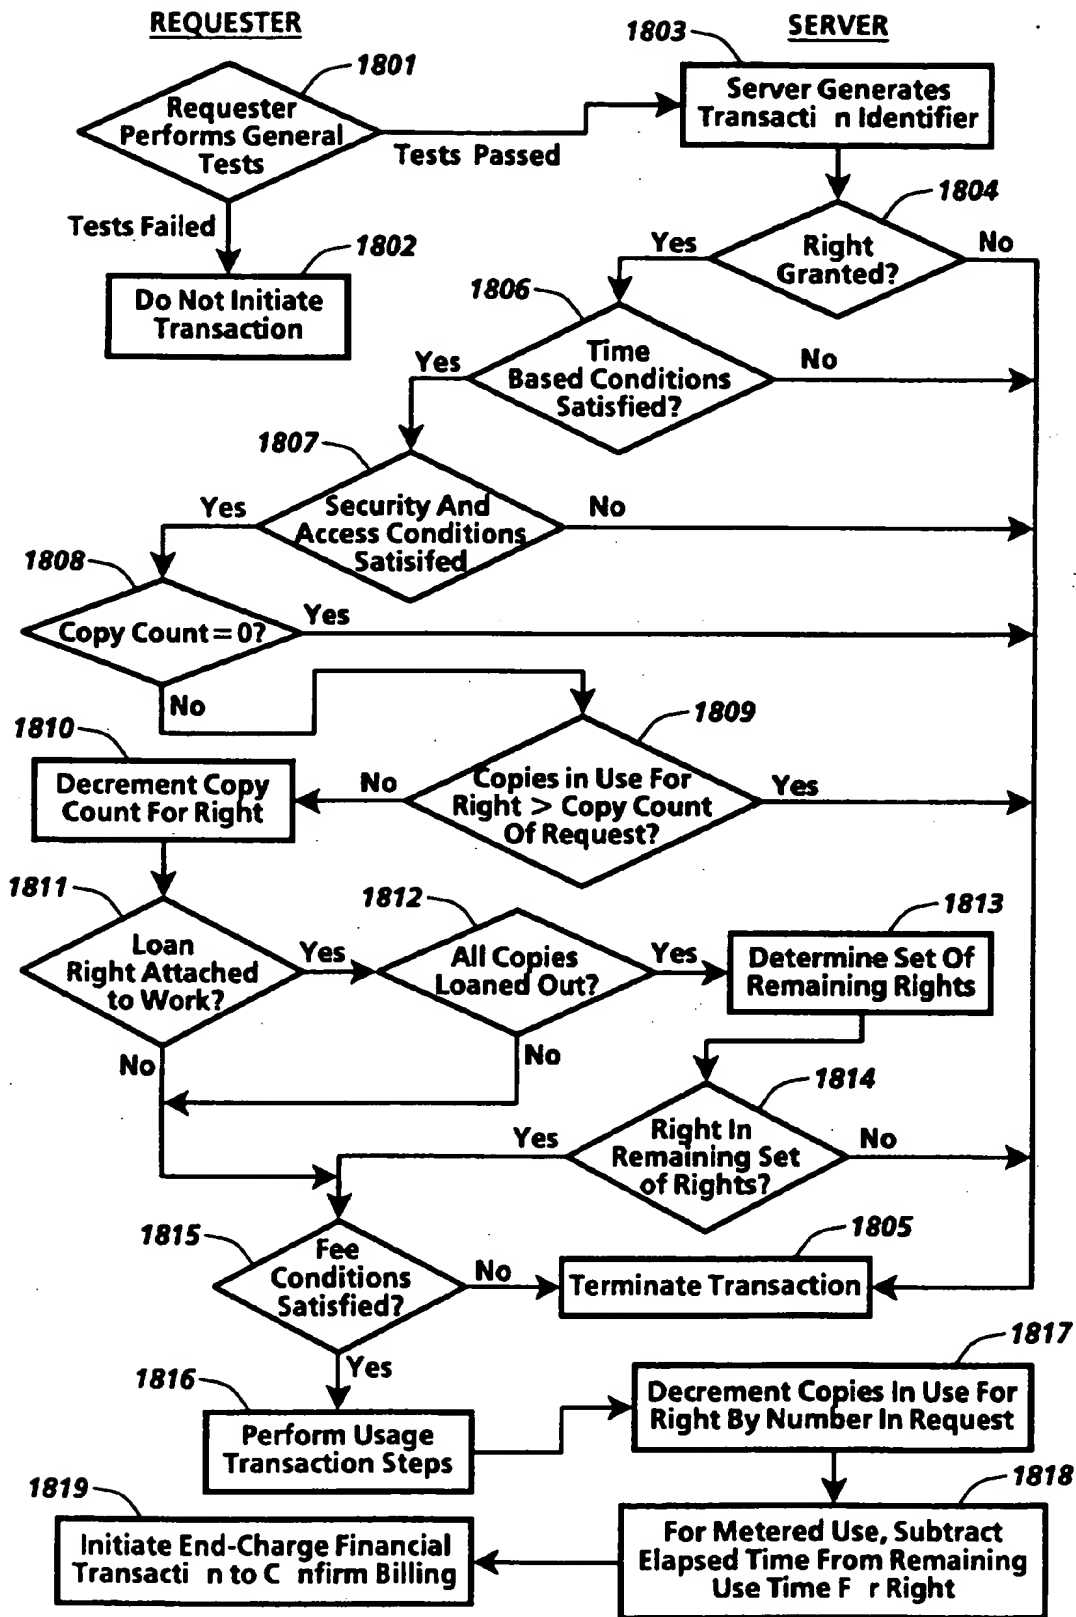 REQUESTER
SERVER
1801
1803
Requester
Performs General
Tests
Tests Passed
Server Generates
Transacti n Identifier
Tests Failed
1802
Do Not Initiate
Transaction
1804
Right
Granted?
Yes
No
1806
Time
Based Conditions
Satisfied?
Yes
No
1807
Security And
Access Conditions
Satisifed
Yes
No
1808
Copy Count = 0?
Yes
No
1809
Copies in Use For
Right > Copy Count
Of Request?
No
Yes
1810
Decrement Copy
Count For Right
1811
Loan
Right Attached
to Work?
Yes
No
1812
All Copies
Loaned Out?
Yes
No
1813
Determine Set Of
Remaining Rights
1814
Right In
Remaining Set
of Rights?
Yes
No
1815
Fee
Conditions
Satisfied?
No
Yes
1805
Terminate Transaction
1816
Perform Usage
Transaction Steps
1817
Decrement Copies In Use For
Right By Number In Request
1818
For Metered Use, Subtract
Elapsed Time From Remaining
Use Time F r Right
1819
Initiate End-Charge Financial
Transacti n to C nfirm Billing